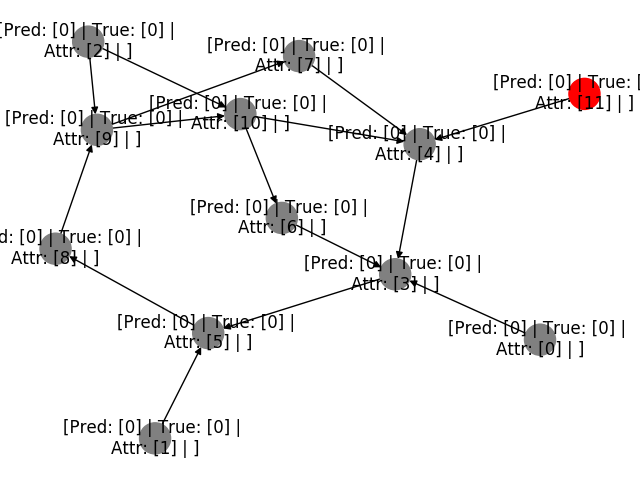 [Pred: [0] | True: [0] |
Attr: [2] | ]
[Pred: [0] | True: [0] |
Attr: [7] | ]
[Pred: [0] | True: [
Attr: [11] | ]
[Pred: [0] | True: [0] |
Attr: [10] | ]
[Pred: [0] | True: [0] |
Attr: [9] | ]
[Pred: [0] | True: [0] |
Attr: [4] | ]
[Pred: [0] | True: [0] |
Attr: [6] | ]
d: [0] | True: [0] |
Attr: [8] | ]
[Pred: [0] | True: [0] |
Attr: [3] | ]
[Pred: [0] | True: [0] |
Attr: [5] | ]
[Pred: [0] | True: [0] |
Attr: [0] | ]
[Pred: [0] | True: [0] |
Attr: [1] | ]